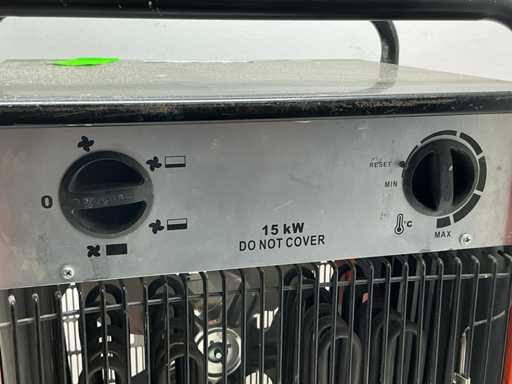 RESET
MIN
0
15 kW
DO NOT COVER
°C
MAX